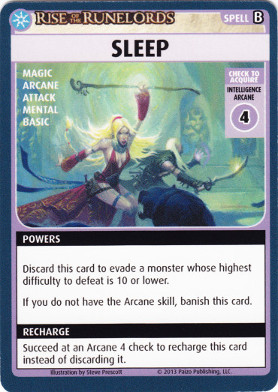 RISE OF THE RUNELORDS SPELL B
SLEEP
MAGIC
ARCANE
ATTACK
MENTAL
BASIC
CHECK TO
ACQUIRE
INTELLIGENCE
ARCANE
4
POWERS
Discard this card to evade a monster whose highest
difficulty to defeat is 10 or lower.
If you do not have the Arcane skill, banish this card.
RECHARGE
Succeed at an Arcane 4 check to recharge this card
instead of discarding it.
Illustration by Steve Prescott © 2013 Paizo Publishing, LLC.